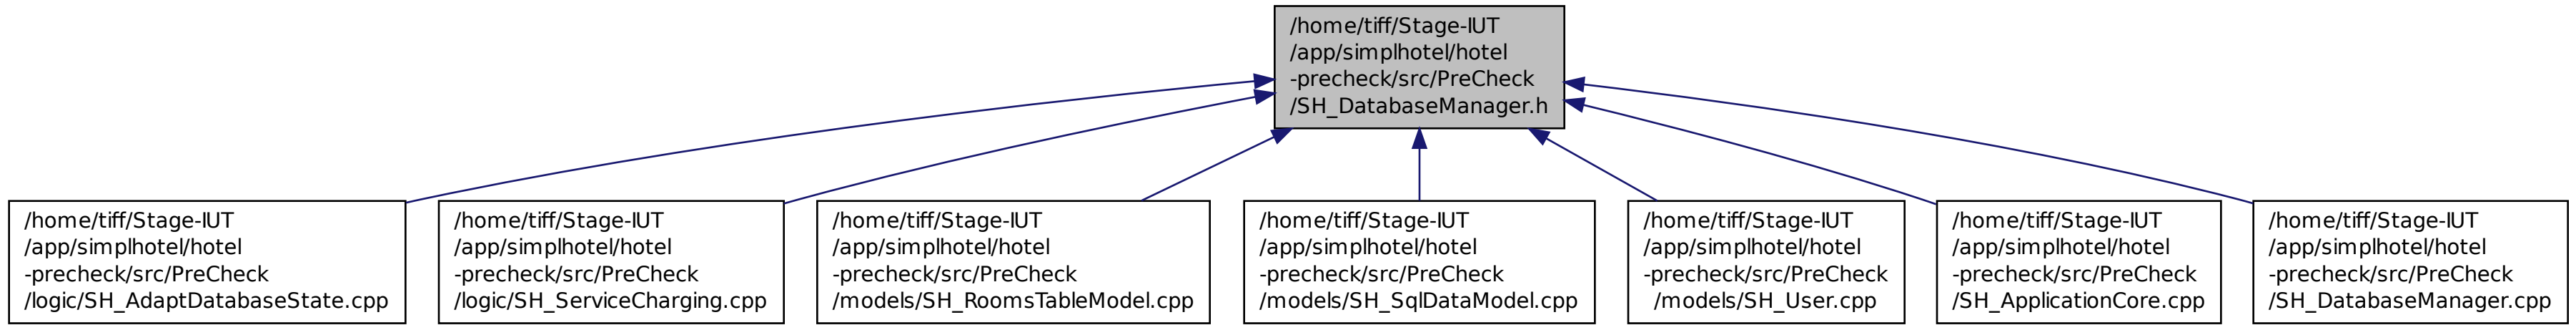 /home/tiff/Stage-IUT
/app/simplhotel/hotel
-precheck/src/PreCheck
/SH_DatabaseManager.h
/home/tiff/Stage-IUT
/app/simplhotel/hotel
-precheck/src/PreCheck
/logic/SH_AdaptDatabaseState.cpp
/home/tiff/Stage-IUT
/app/simplhotel/hotel
-precheck/src/PreCheck
/logic/SH_ServiceCharging.cpp
/home/tiff/Stage-IUT
/app/simplhotel/hotel
-precheck/src/PreCheck
/models/SH_RoomsTableModel.cpp
/home/tiff/Stage-IUT
/app/simplhotel/hotel
-precheck/src/PreCheck
/models/SH_SqlDataModel.cpp
/home/tiff/Stage-IUT
/app/simplhotel/hotel
-precheck/src/PreCheck
/models/SH_User.cpp
/home/tiff/Stage-IUT
/app/simplhotel/hotel
-precheck/src/PreCheck
/SH_ApplicationCore.cpp
/home/tiff/Stage-IUT
/app/simplhotel/hotel
-precheck/src/PreCheck
/SH_DatabaseManager.cpp